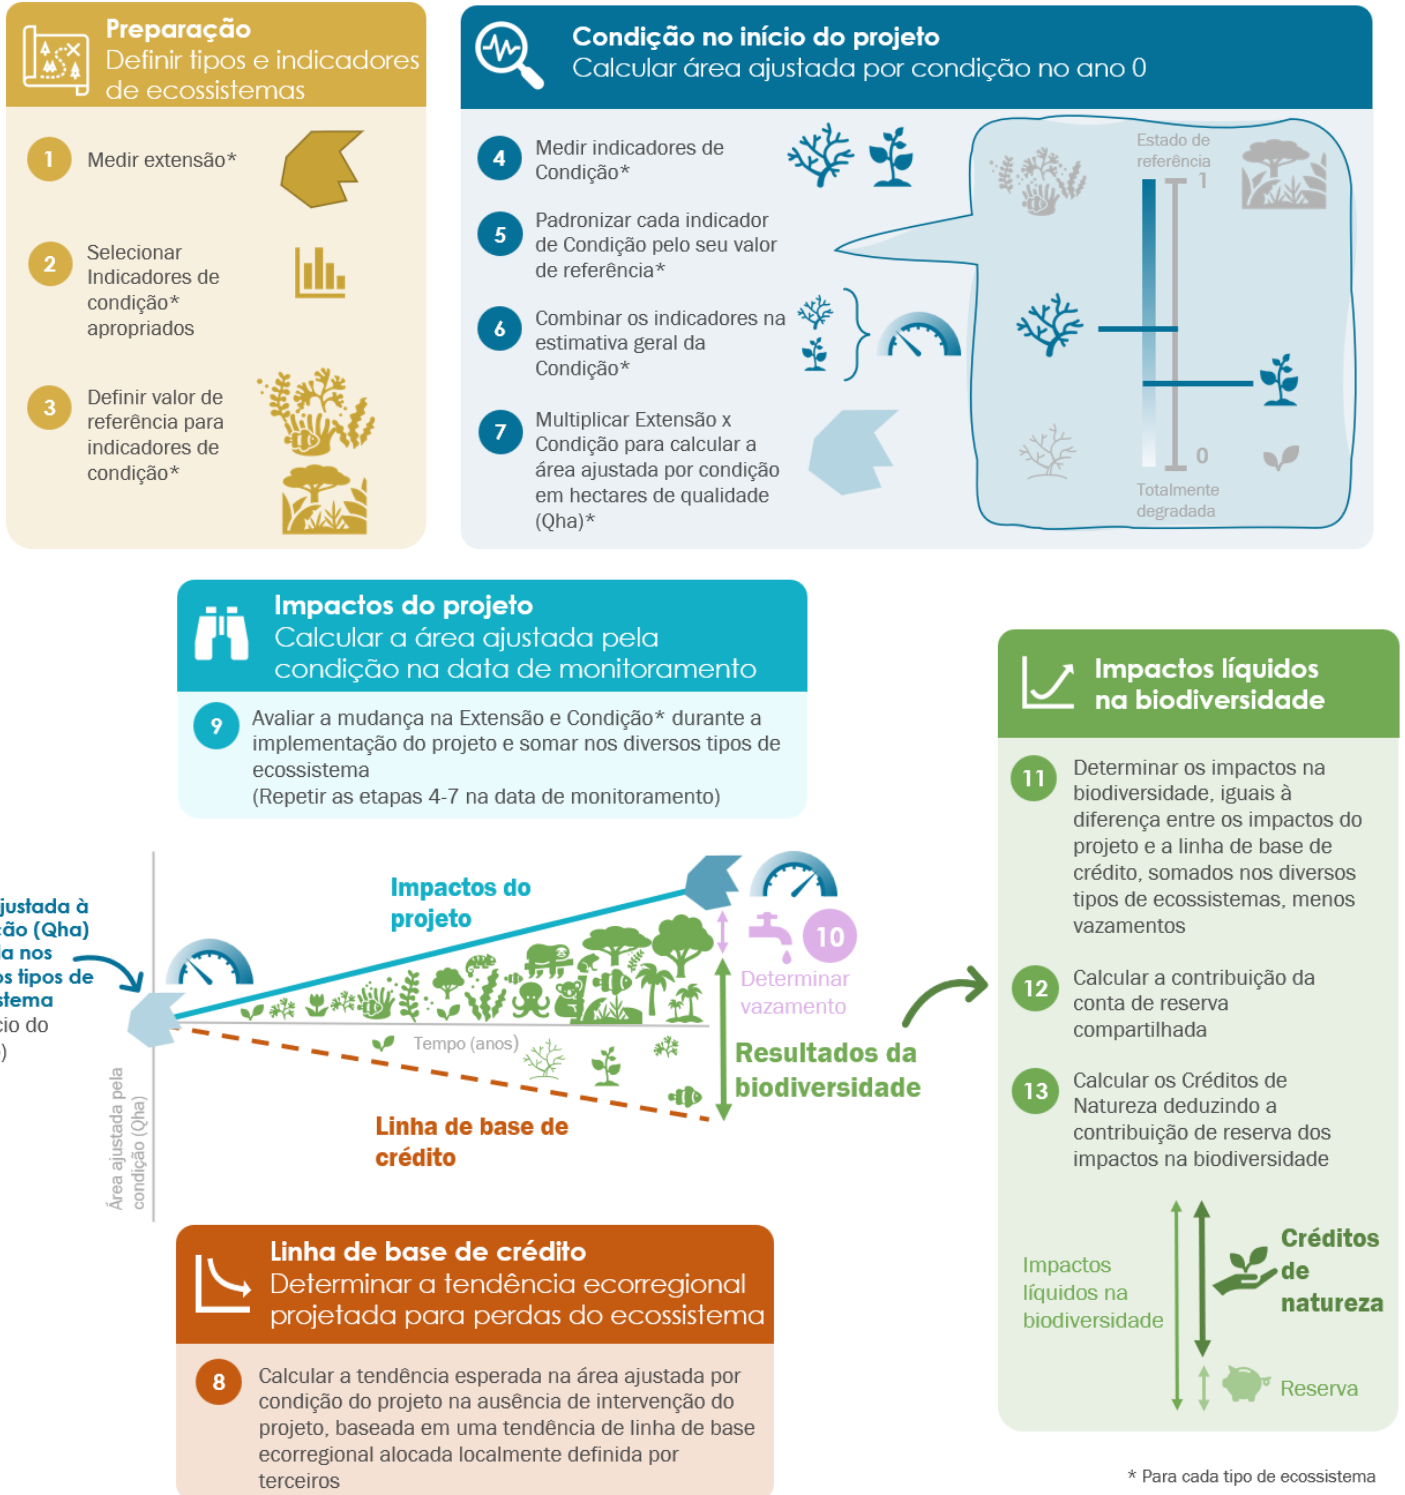 Preparação
Definir tipos e indicadores
de ecossistemas
1
Medir extensão*
2
Selecionar
Indicadores de
condição*
apropriados
3
Definir valor de
referência para
indicadores de
condição*
Condição no início do projeto
Calcular área ajustada por condição no ano 0
4
Medir indicadores de
Condição*
5
Padronizar cada indicador
de Condição pelo seu valor
de referência*
6
Combinar os indicadores na
estimativa geral da
Condição*
7
Multiplicar Extensão x
Condição para calcular a
área ajustada por condição
em hectares de qualidade
(Qha)*
Estado de
referência
1
0
Totalmente
degradada
Impactos do projeto
Calcular a área ajustada pela
condição na data de monitoramento
9
Avaliar a mudança na Extensão e Condição* durante a
implementação do projeto e somar nos diversos tipos de
ecossistema
(Repetir as etapas 4-7 na data de monitoramento)
justada à
ção (Qha)
da nos
os tipos de
stema
cio do
)
Impactos do
projeto
10
Determinar
vazamento
Tempo (anos)
Resultados da
biodiversidade
Área ajustada pela
condição (Qha)
Linha de base de
crédito
Linha de base de crédito
Determinar a tendência ecorregional
projetada para perdas do ecossistema
8
Calcular a tendência esperada na área ajustada por
condição do projeto na ausência de intervenção do
projeto, baseada em uma tendência de linha de base
ecorregional alocada localmente definida por
terceiros
Impactos líquidos
na biodiversidade
11
Determinar os impactos na
biodiversidade, iguais à
diferença entre os impactos do
projeto e a linha de base de
crédito, somados nos diversos
tipos de ecossistemas, menos
vazamentos
12
Calcular a contribuição da
conta de reserva
compartilhada
13
Calcular os Créditos de
Natureza deduzindo a
contribuição de reserva dos
impactos na biodiversidade
Impactos
líquidos na
biodiversidade
Créditos
de
natureza
Reserva
* Para cada tipo de ecossistema